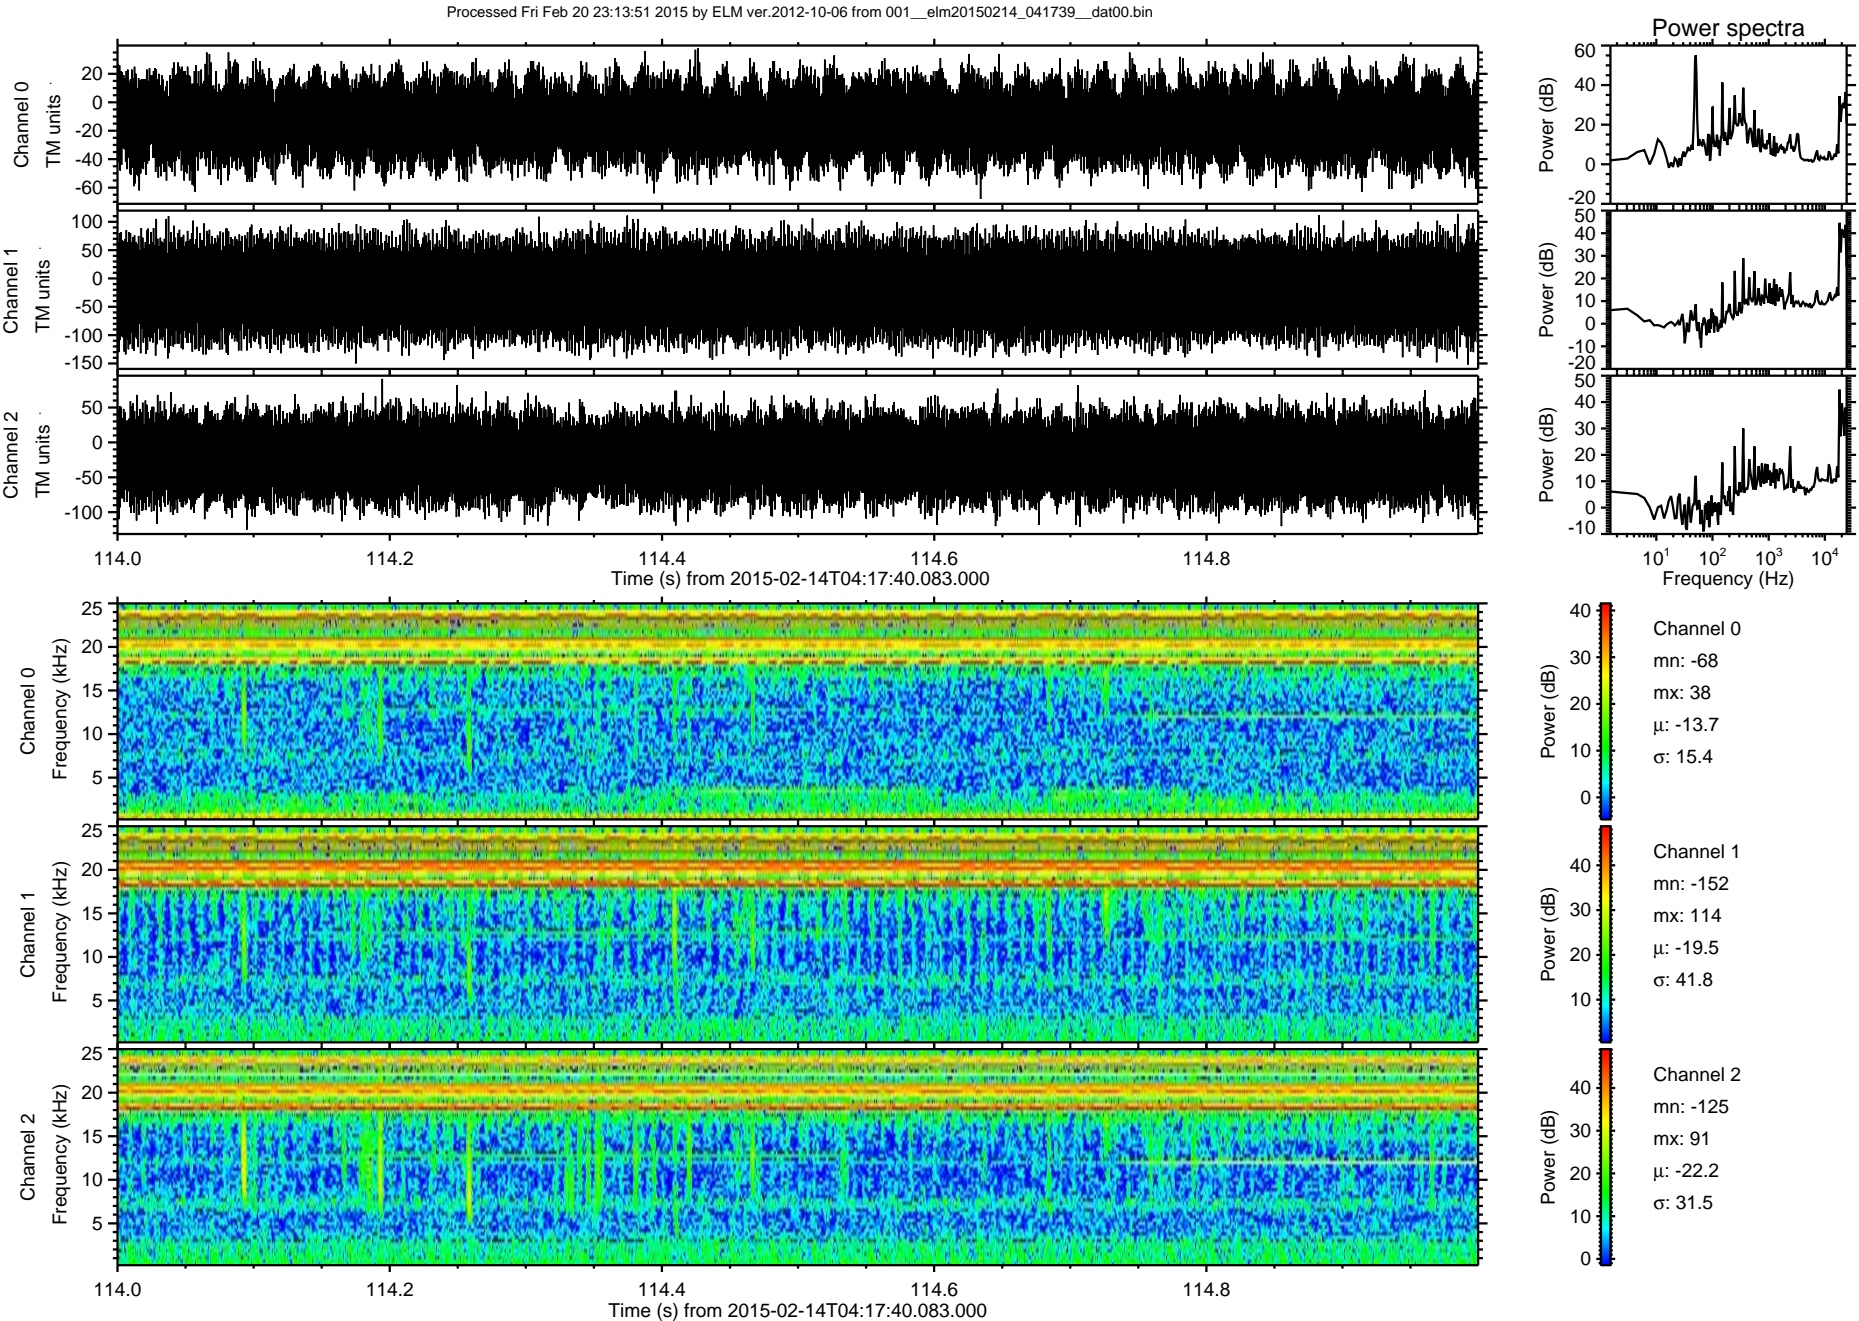 Processed Fri Feb 20 23:13:51 2015 by ELM ver.2012-10-06 from 001__elm20150214_041739__dat00.bin
Power spectra
Channel 0
TM units
20
0
-20
-40
-60
Power (dB)
60
40
20
0
-20
Channel 1
TM units
100
50
0
-50
-100
-150
Power (dB)
50
40
30
20
10
0
-10
-20
Channel 2
TM units
50
0
-50
-100
Power (dB)
50
40
30
20
10
0
-10
114.0 114.2 114.4 114.6 114.8
Time (s) from 2015-02-14T04:17:40.083.000
10¹ 10² 10³ 10⁴
Frequency (Hz)
Channel 0
Frequency (kHz)
25
20
15
10
5
Power (dB)
40
30
20
10
0
Channel 0
mn: -68
mx: 38
μ: -13.7
σ: 15.4
Channel 1
Frequency (kHz)
25
20
15
10
5
Power (dB)
40
30
20
10
Channel 1
mn: -152
mx: 114
μ: -19.5
σ: 41.8
Channel 2
Frequency (kHz)
25
20
15
10
5
Power (dB)
40
30
20
10
0
Channel 2
mn: -125
mx: 91
μ: -22.2
σ: 31.5
114.0 114.2 114.4 114.6 114.8
Time (s) from 2015-02-14T04:17:40.083.000